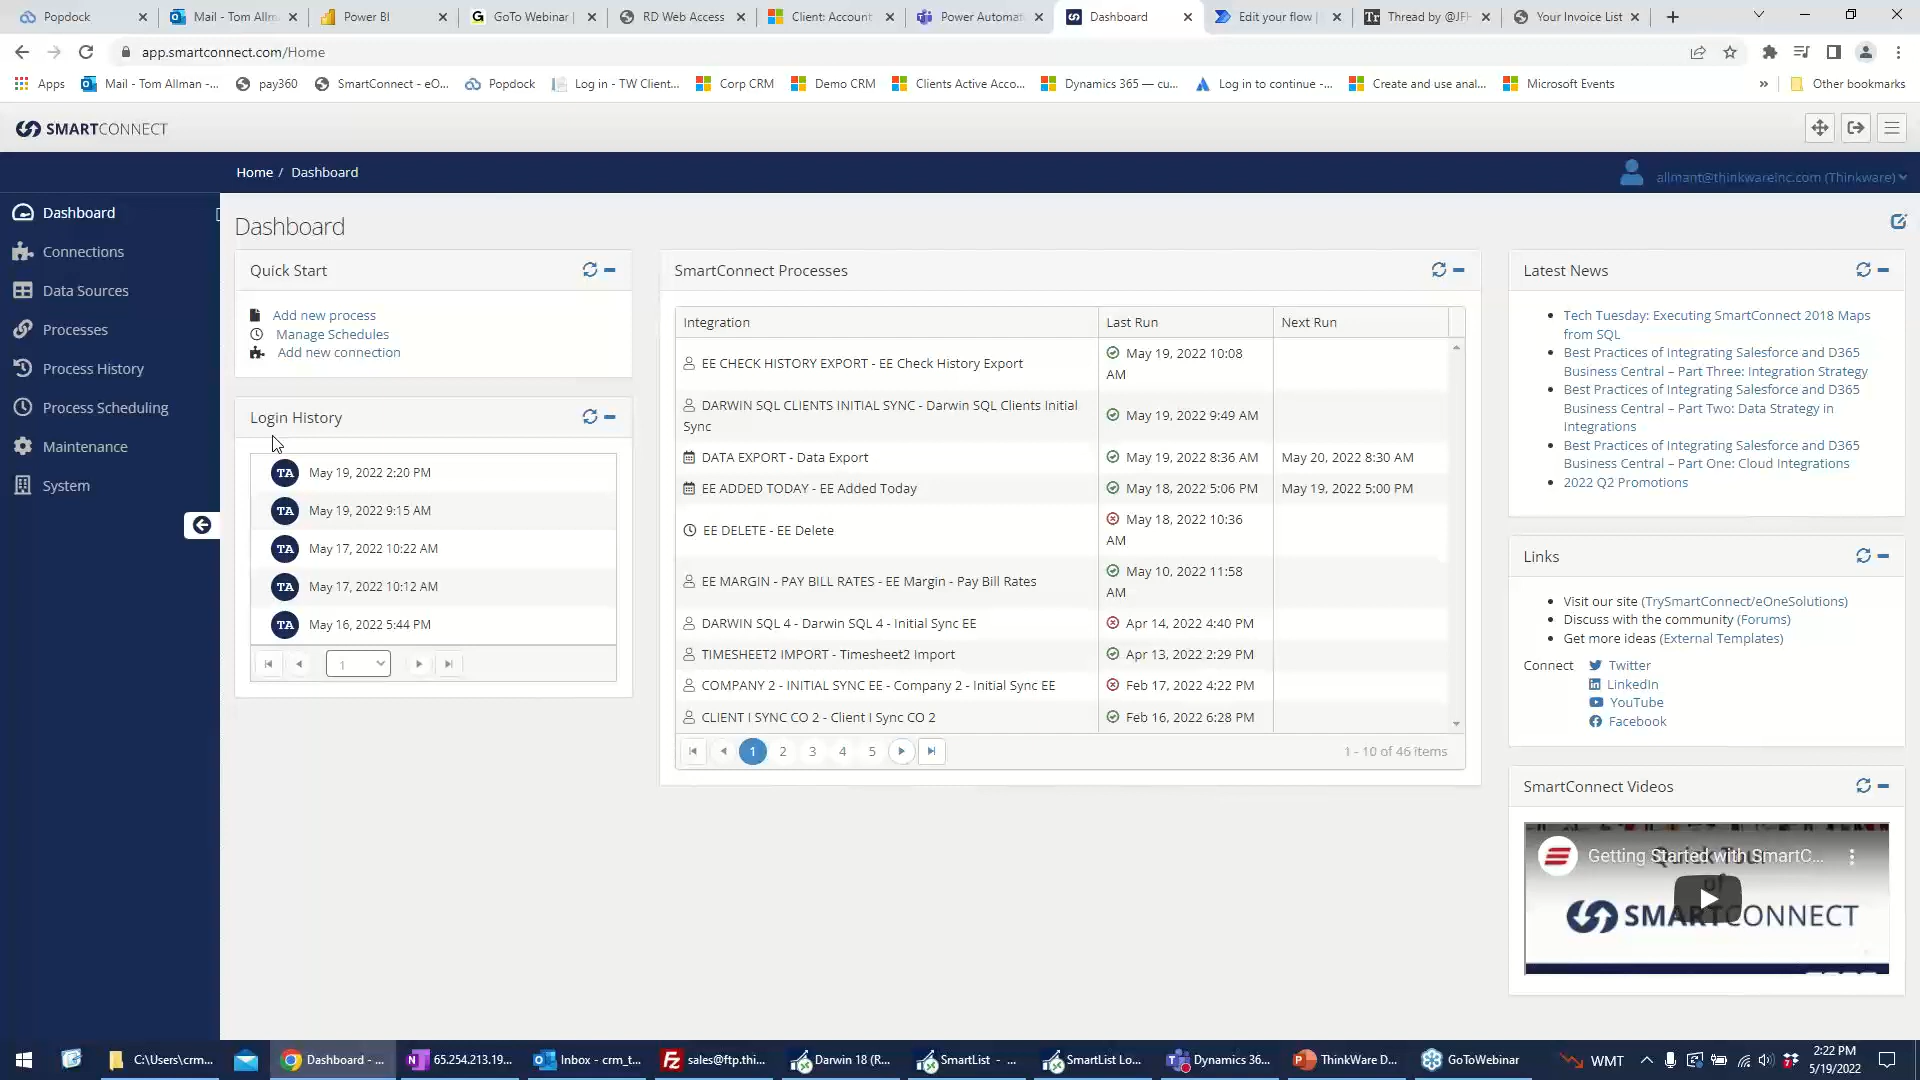 Popdock
Mail - Tom Allm
Power BI
GoTo Webinar |
RD Web Access
Client: Account
Power Automat
Dashboard
Edit your flow |
Thread by @JFH
Your Invoice List
app.smartconnect.com/Home
Apps
Mail - Tom Allman -...
pay360
SmartConnect - eO...
Popdock
Log in - TW Client...
Corp CRM
Demo CRM
Clients Active Acco...
Dynamics 365 — cu...
Log in to continue -...
Create and use anal...
Microsoft Events
»
Other bookmarks
SMARTCONNECT
Home / Dashboard
allmant@thinkwareinc.com (Thinkware)
Dashboard
Connections
Data Sources
Processes
Process History
Process Scheduling
Maintenance
System
Dashboard
Quick Start
Add new process
Manage Schedules
Add new connection
Login History
TA May 19, 2022 2:20 PM
TA May 19, 2022 9:15 AM
TA May 17, 2022 10:22 AM
TA May 17, 2022 10:12 AM
TA May 16, 2022 5:44 PM
1
SmartConnect Processes
Integration Last Run Next Run
EE CHECK HISTORY EXPORT - EE Check History Export May 19, 2022 10:08
AM
DARWIN SQL CLIENTS INITIAL SYNC - Darwin SQL Clients Initial
Sync May 19, 2022 9:49 AM
DATA EXPORT - Data Export May 19, 2022 8:36 AM May 20, 2022 8:30 AM
EE ADDED TODAY - EE Added Today May 18, 2022 5:06 PM May 19, 2022 5:00 PM
EE DELETE - EE Delete May 18, 2022 10:36
AM
EE MARGIN - PAY BILL RATES - EE Margin - Pay Bill Rates May 10, 2022 11:58
AM
DARWIN SQL 4 - Darwin SQL 4 - Initial Sync EE Apr 14, 2022 4:40 PM
TIMESHEET2 IMPORT - Timesheet2 Import Apr 13, 2022 2:29 PM
COMPANY 2 - INITIAL SYNC EE - Company 2 - Initial Sync EE Feb 17, 2022 4:22 PM
CLIENT I SYNC CO 2 - Client I Sync CO 2 Feb 16, 2022 6:28 PM
1 2 3 4 5 1 - 10 of 46 items
Latest News
Tech Tuesday: Executing SmartConnect 2018 Maps
from SQL
Best Practices of Integrating Salesforce and D365
Business Central – Part Three: Integration Strategy
Best Practices of Integrating Salesforce and D365
Business Central – Part Two: Data Strategy in
Integrations
Best Practices of Integrating Salesforce and D365
Business Central – Part One: Cloud Integrations
2022 Q2 Promotions
Links
Visit our site (TrySmartConnect/eOneSolutions)
Discuss with the community (Forums)
Get more ideas (External Templates)
Connect Twitter
LinkedIn
YouTube
Facebook
SmartConnect Videos
Getting Started with SmartC...
Quick Tour
of
SMARTCONNECT
C:\Users\crm...
Dashboard - ...
65.254.213.19...
Inbox - crm_t...
sales@ftp.thi...
Darwin 18 (R...
SmartList - ...
SmartList Lo...
Dynamics 36...
ThinkWare D...
GoToWebinar
WMT
2:22 PM
5/19/2022